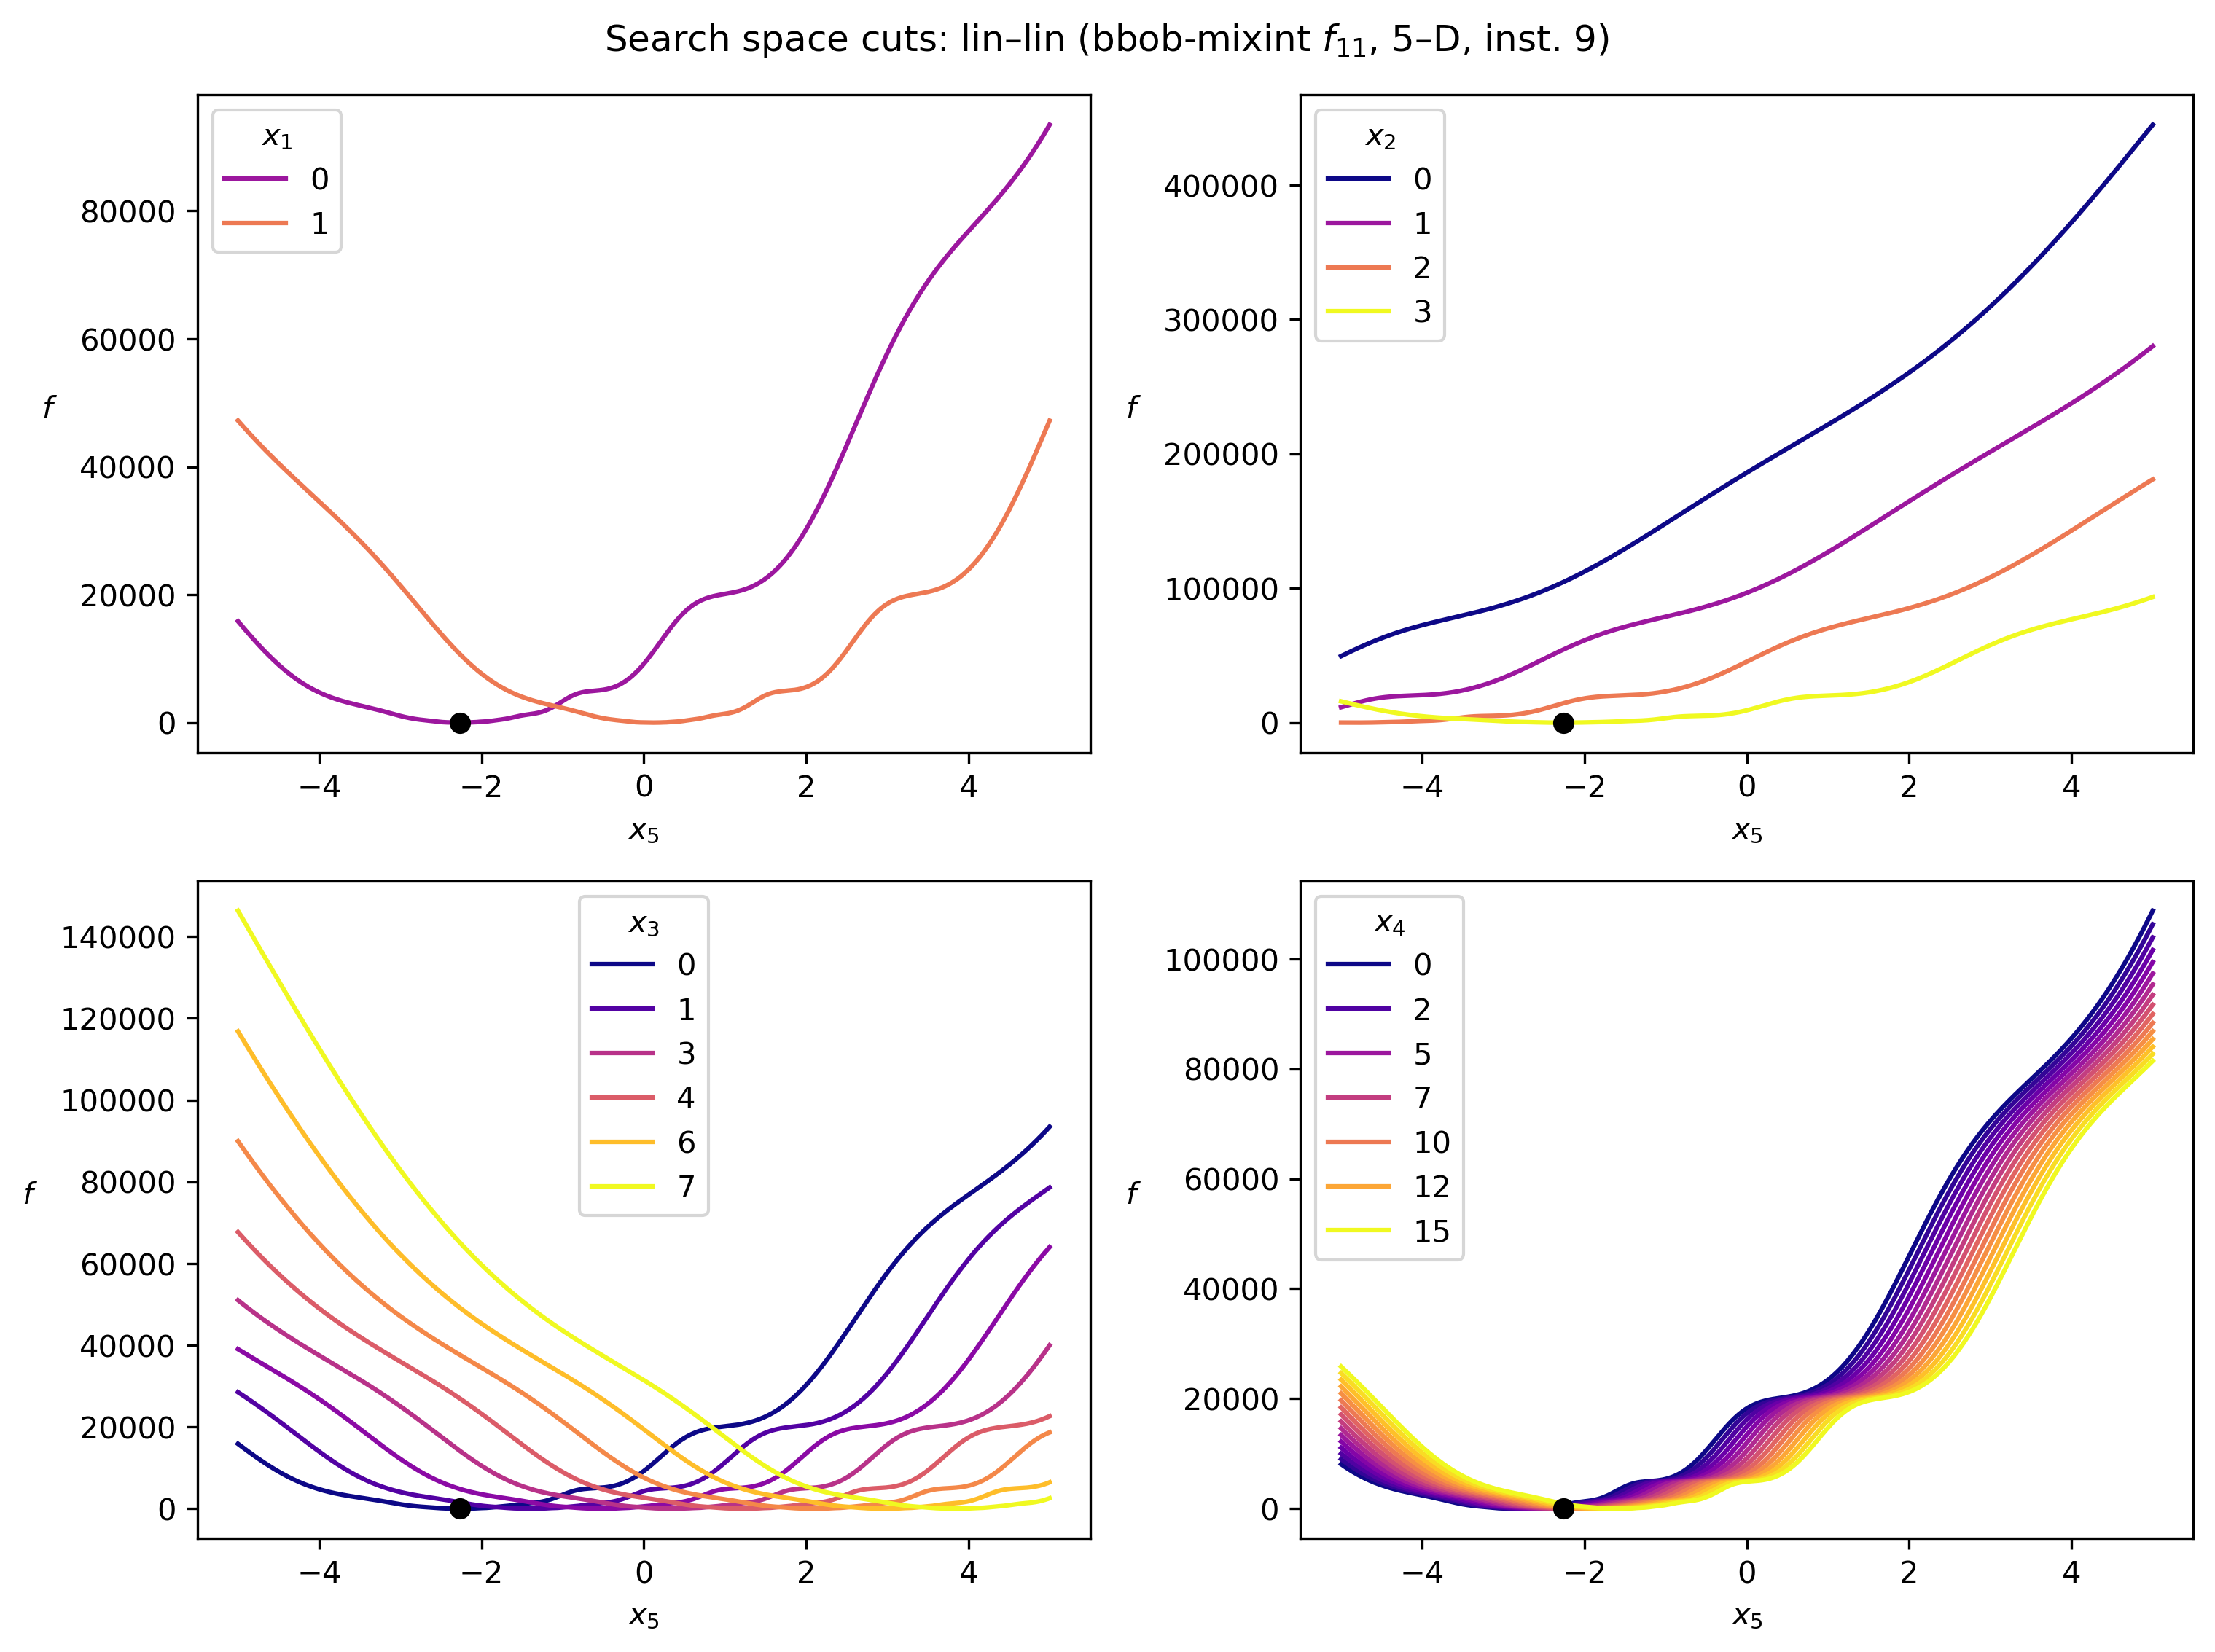 Search space cuts: lin–lin (bbob-mixint f₁₁, 5–D, inst. 9)
x₁
0
1
80000
60000
40000
20000
0
f
−4 −2 0 2 4
x₅
x₂
0
1
2
3
400000
300000
200000
100000
0
f
−4 −2 0 2 4
x₅
x₃
0
1
3
4
6
7
140000
120000
100000
80000
60000
40000
20000
0
f
−4 −2 0 2 4
x₅
x₄
0
2
5
7
10
12
15
100000
80000
60000
40000
20000
0
f
−4 −2 0 2 4
x₅